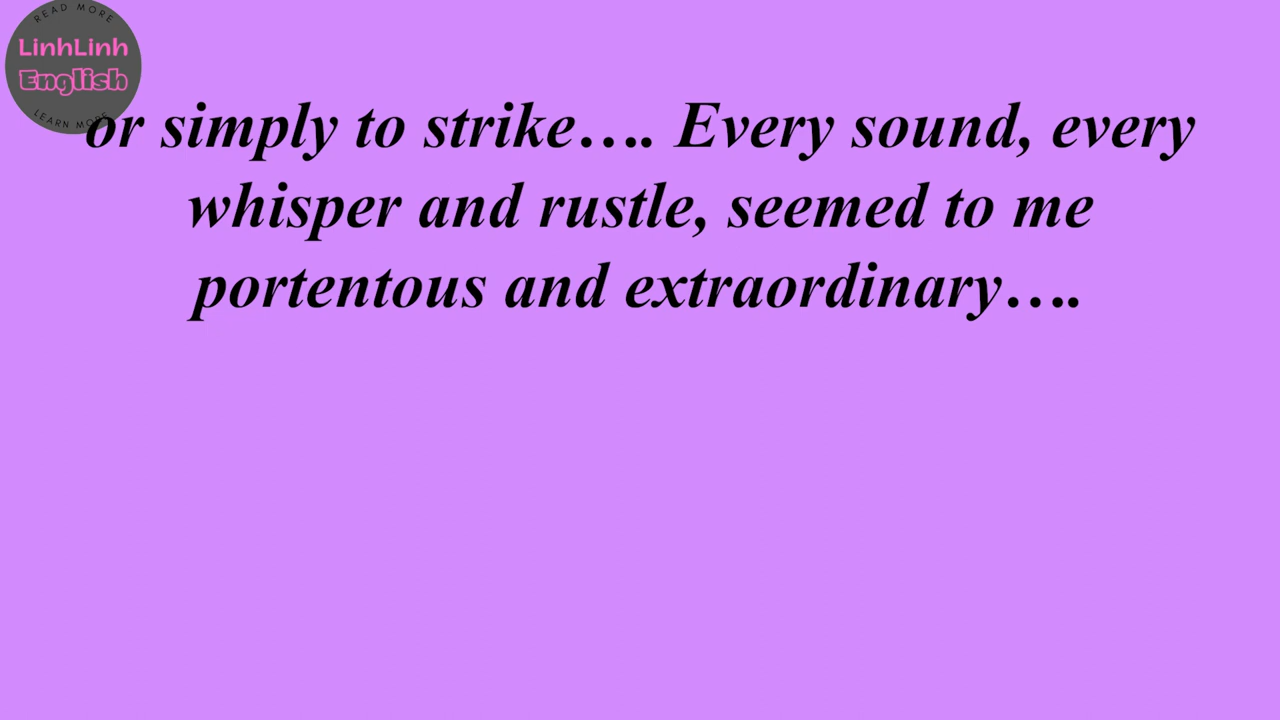 READ MORE
LinhLinh
English
LEARN MORE
or simply to strike…. Every sound, every
whisper and rustle, seemed to me
portentous and extraordinary….